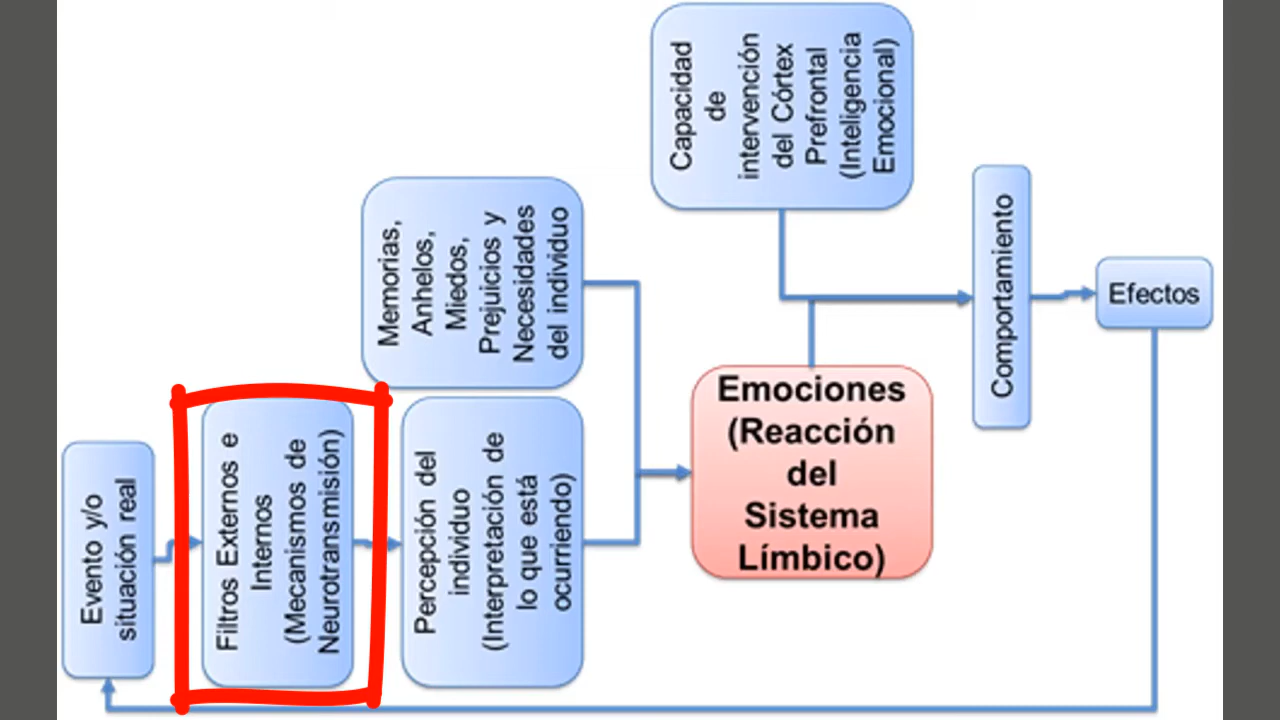 Evento y/o
situación real
Filtros Externos e
Internos
(Mecanismos de
Neurotransmisión)
Percepción del
individuo
(Interpretación de
lo que está
ocurriendo)
Memorias,
Anhelos,
Miedos,
Prejuicios y
Necesidades
del individuo
Emociones
(Reacción
del
Sistema
Límbico)
Capacidad
de
intervención
del Córtex
Prefrontal
(Inteligencia
Emocional)
Comportamiento
Efectos